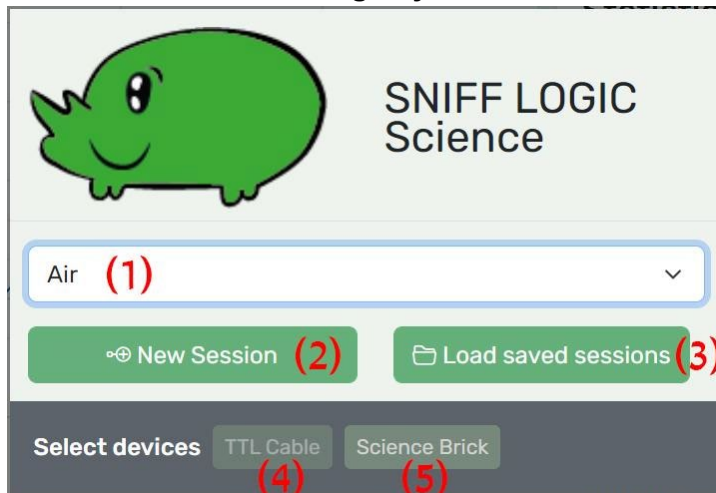 SNIFF LOGIC
Science
Air (1)
New Session (2)
Load saved sessions (3)
Select devices TTL Cable Science Brick
(4) (5)